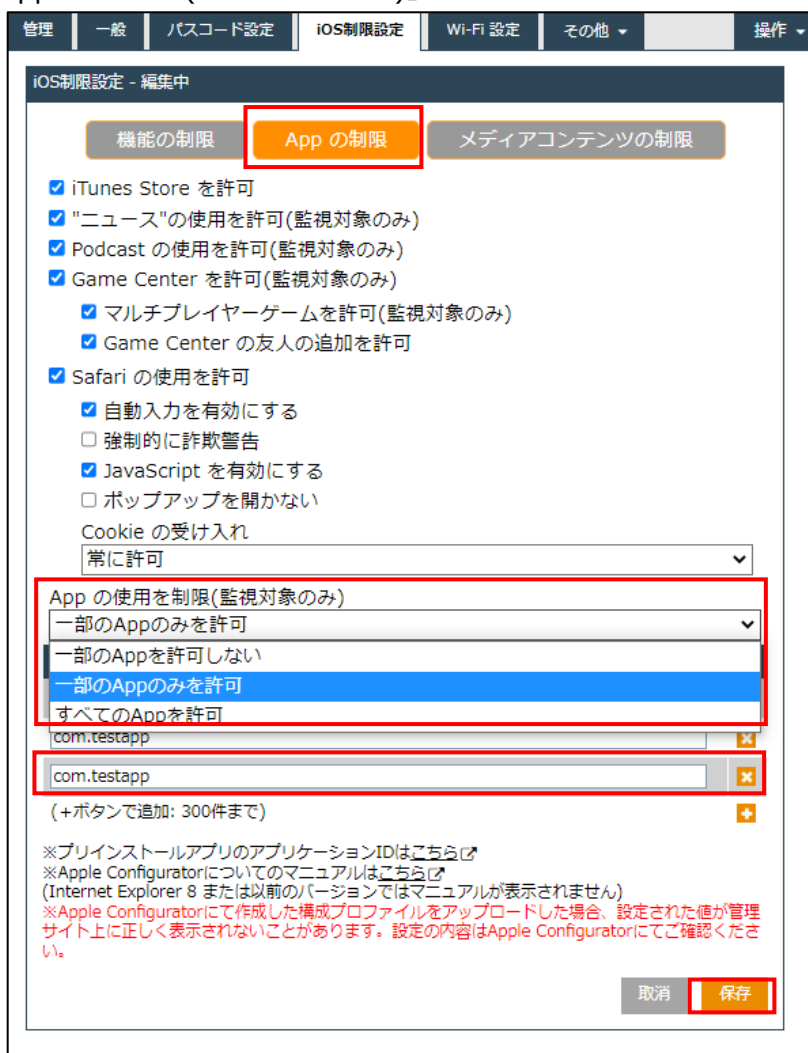 管理 一般 パスコード設定 iOS制限設定 Wi-Fi 設定 その他 操作
iOS制限設定 - 編集中
機能の制限 App の制限 メディアコンテンツの制限
iTunes Store を許可
"ニュース"の使用を許可(監視対象のみ)
Podcast の使用を許可(監視対象のみ)
Game Center を許可(監視対象のみ)
マルチプレイヤーゲームを許可(監視対象のみ)
Game Center の友人の追加を許可
Safari の使用を許可
自動入力を有効にする
強制的に詐欺警告
JavaScript を有効にする
ポップアップを開かない
Cookie の受け入れ
常に許可
App の使用を制限(監視対象のみ)
一部のAppのみを許可
一部のAppを許可しない
一部のAppのみを許可
すべてのAppを許可
com.testapp
com.testapp
(+ボタンで追加: 300件まで)
※プリインストールアプリのアプリケーションIDはこちら
※Apple Configuratorについてのマニュアルはこちら
(Internet Explorer 8 または以前のバージョンではマニュアルが表示されません)
※Apple Configuratorにて作成した構成プロファイルをアップロードした場合、設定された値が管理
サイト上に正しく表示されないことがあります。設定の内容はApple Configuratorにてご確認くださ
い。
取消 保存